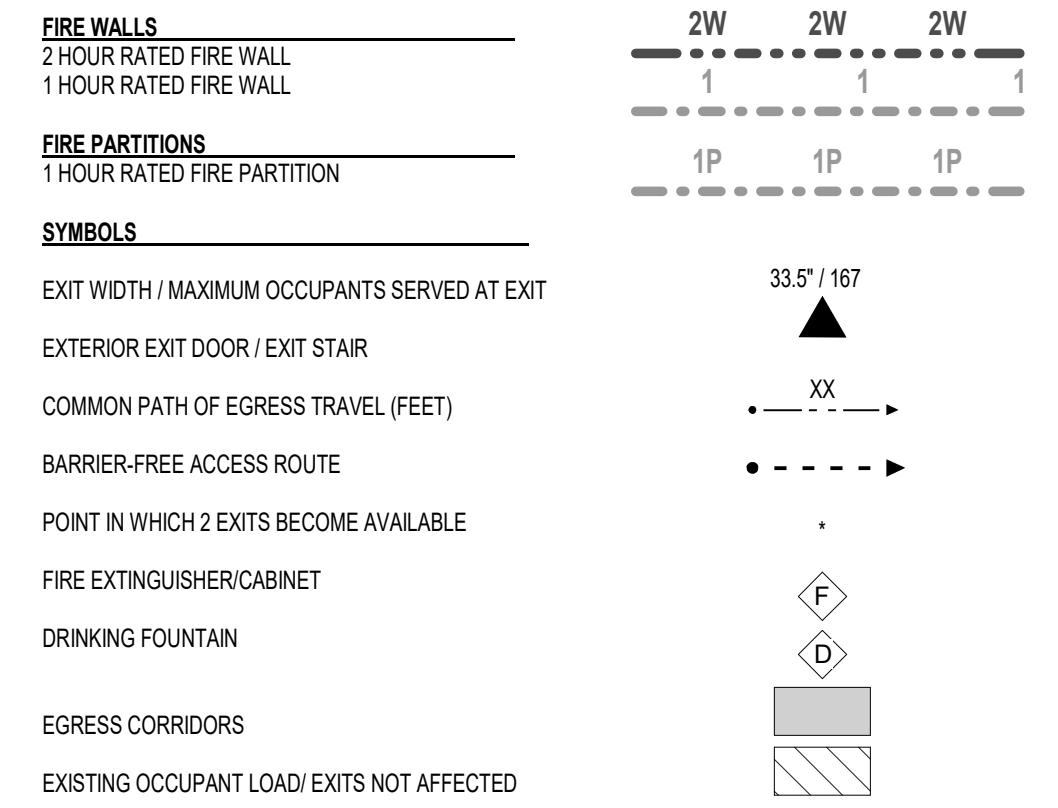 FIRE WALLS
2W 2W 2W
2 HOUR RATED FIRE WALL
1 HOUR RATED FIRE WALL
1 1 1
FIRE PARTITIONS
1 HOUR RATED FIRE PARTITION
1P 1P 1P
SYMBOLS
EXIT WIDTH / MAXIMUM OCCUPANTS SERVED AT EXIT
33.5" / 167
EXTERIOR EXIT DOOR / EXIT STAIR
COMMON PATH OF EGRESS TRAVEL (FEET)
XX
BARRIER-FREE ACCESS ROUTE
POINT IN WHICH 2 EXITS BECOME AVAILABLE
*
FIRE EXTINGUISHER/CABINET
F
DRINKING FOUNTAIN
D
EGRESS CORRIDORS
EXISTING OCCUPANT LOAD/ EXITS NOT AFFECTED